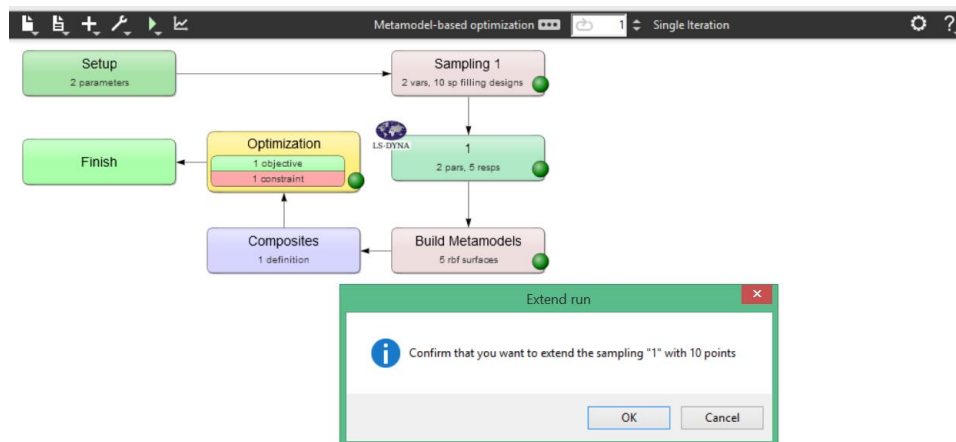 Metamodel-based optimization 1 Single Iteration ?
Setup
2 parameters
Sampling 1
2 vars, 10 sp filling designs
LS-DYNA
1
2 pars, 5 resps
Optimization
1 objective
1 constraint
Finish
Composites
1 definition
Build Metamodels
5 rbf surfaces
Extend run
Confirm that you want to extend the sampling "1" with 10 points
OK Cancel